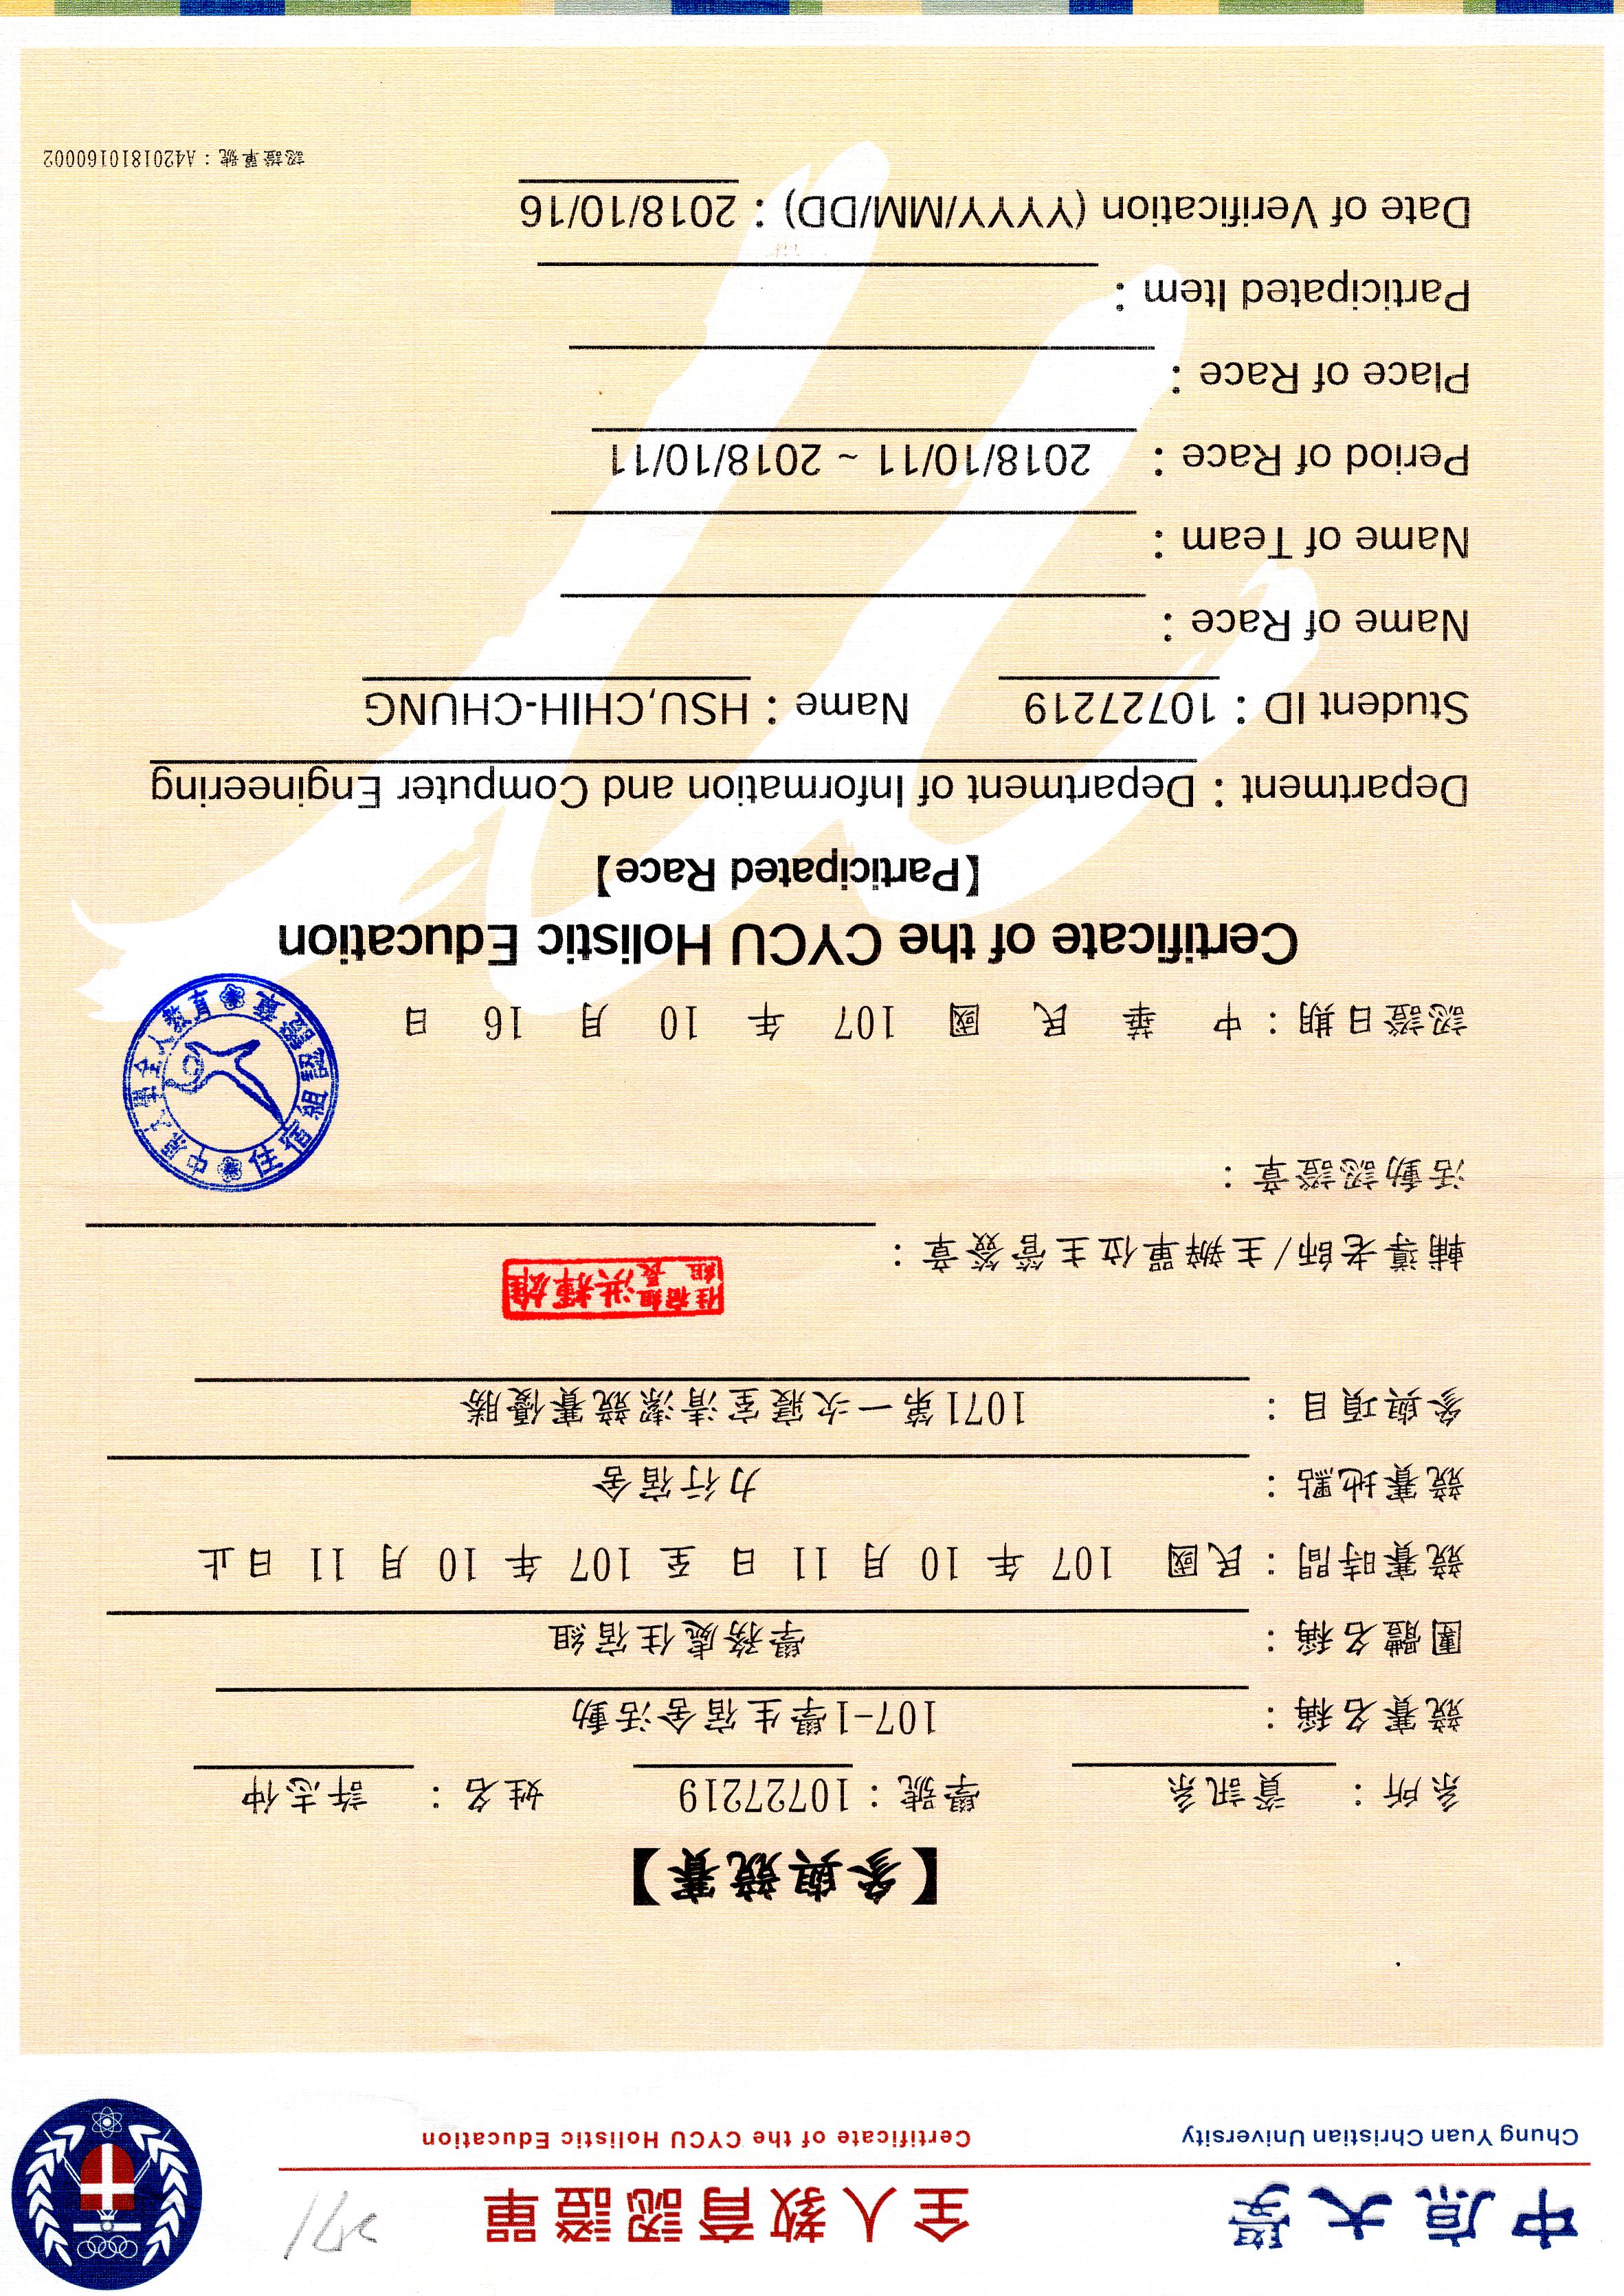 中原大學 全人教育認證單 271
Chung Yuan Christian University Certificate of the CYCU Holistic Education
【參與競賽】
系所： 資訊系 學號：10727219 姓名： 許志仲
競賽名稱： 107-1學生宿舍活動
團體名稱： 學務處住宿組
競賽時間：民國 107 年 10 月 11 日 至 107 年 10 月 11 日止
競賽地點： 力行宿舍
參與項目： 1071第一次寢室清潔競賽優勝
住宿組組長洪輝雄
輔導老師/主辦單位主管簽章：
活動認證章：
中原大學全人教育住宿組認證章
認證日期：中 華 民 國 107 年 10 月 16 日
Certificate of the CYCU Holistic Education
【Participated Race】
Department：Department of Information and Computer Engineering
Student ID：10727219 Name：HSU,CHIH-CHUNG
Name of Race：
Name of Team：
Period of Race： 2018/10/11 ~ 2018/10/11
Place of Race：
Participated Item：
Date of Verification (YYYY/MM/DD)：2018/10/16
認證單號：A4201810160002